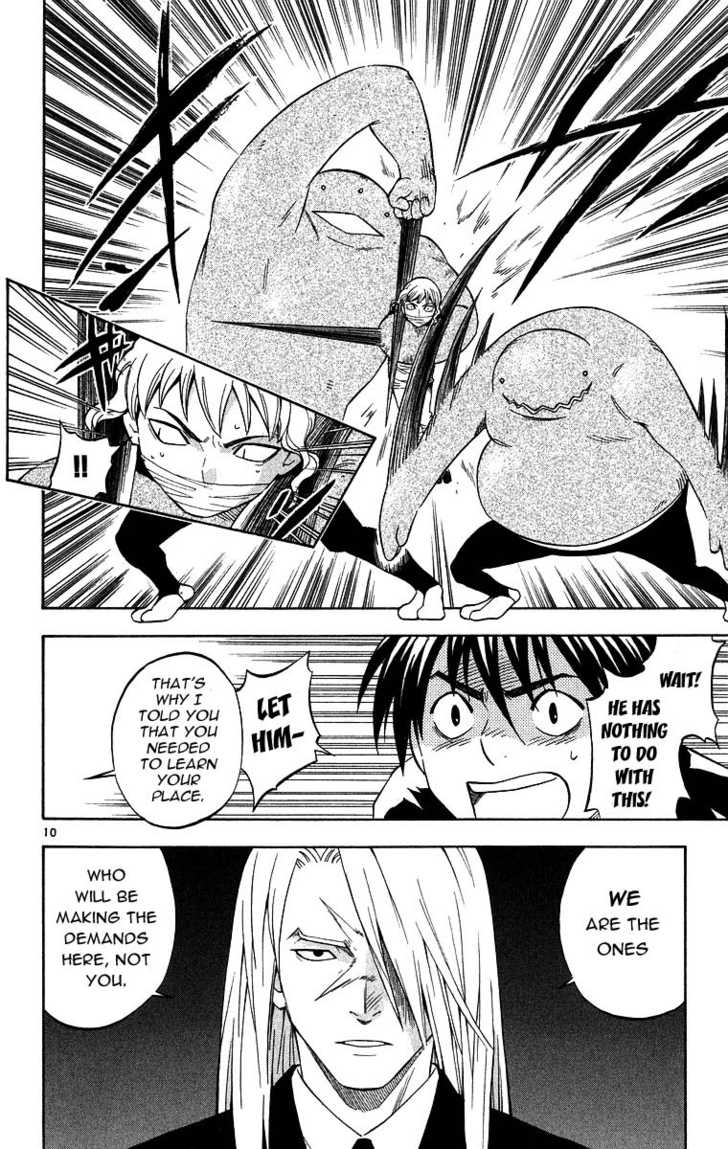 !!
WAIT!
HE HAS
NOTHING
TO DO
WITH
THIS!
LET
HIM-
THAT'S
WHY I
TOLD YOU
THAT YOU
NEEDED
TO LEARN
YOUR
PLACE.
10
WE
ARE THE
ONES
WHO
WILL BE
MAKING THE
DEMANDS
HERE, NOT
YOU.